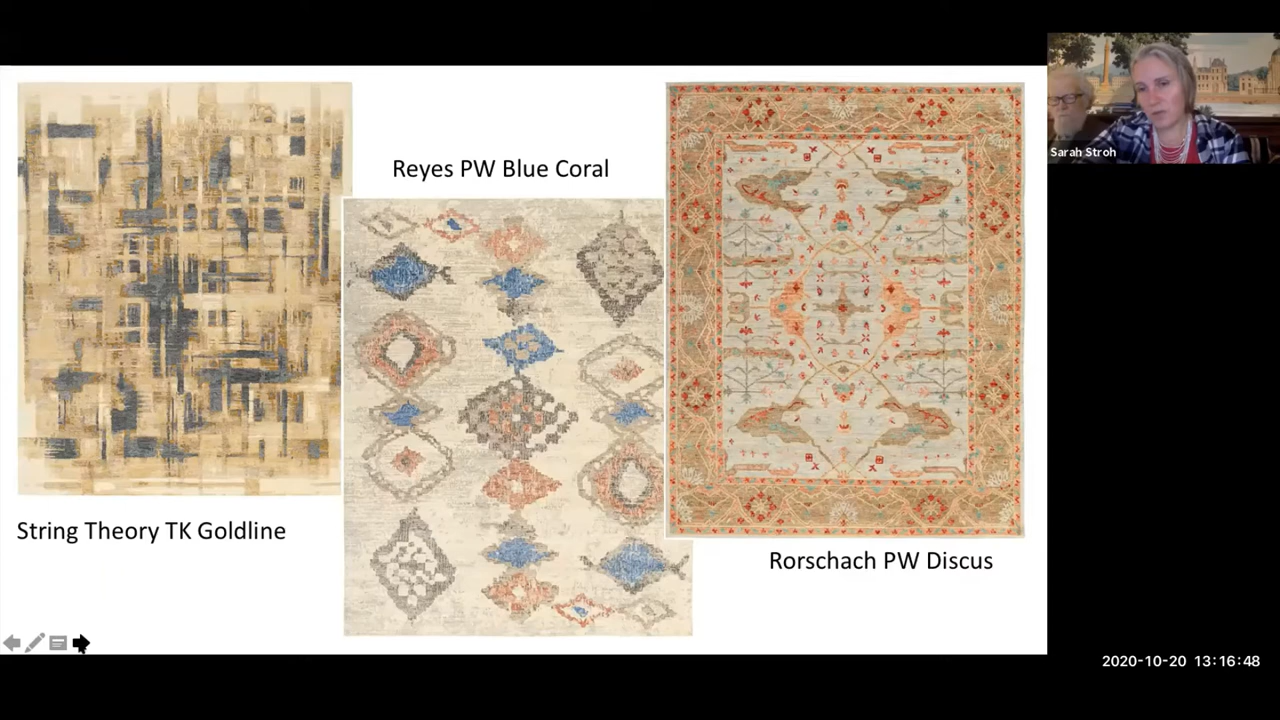 Reyes PW Blue Coral
String Theory TK Goldline
Rorschach PW Discus
Sarah Stroh
2020-10-20 13:16:48